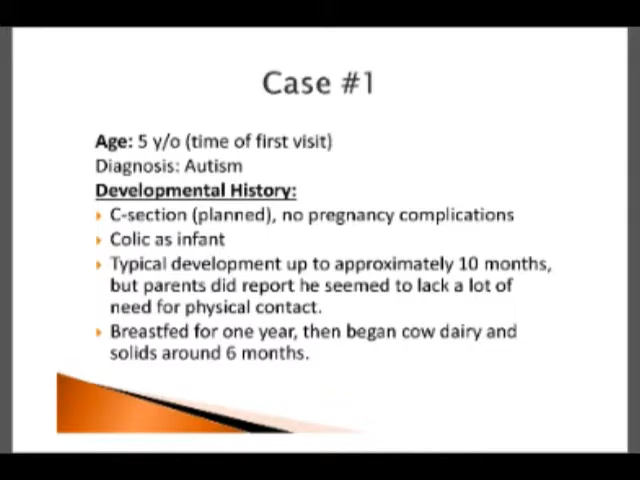 Case #1
Age: 5 y/o (time of first visit)
Diagnosis: Autism
Developmental History:
C-section (planned), no pregnancy complications
Colic as infant
Typical development up to approximately 10 months,
but parents did report he seemed to lack a lot of
need for physical contact.
Breastfed for one year, then began cow dairy and
solids around 6 months.